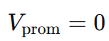 V_prom = 0